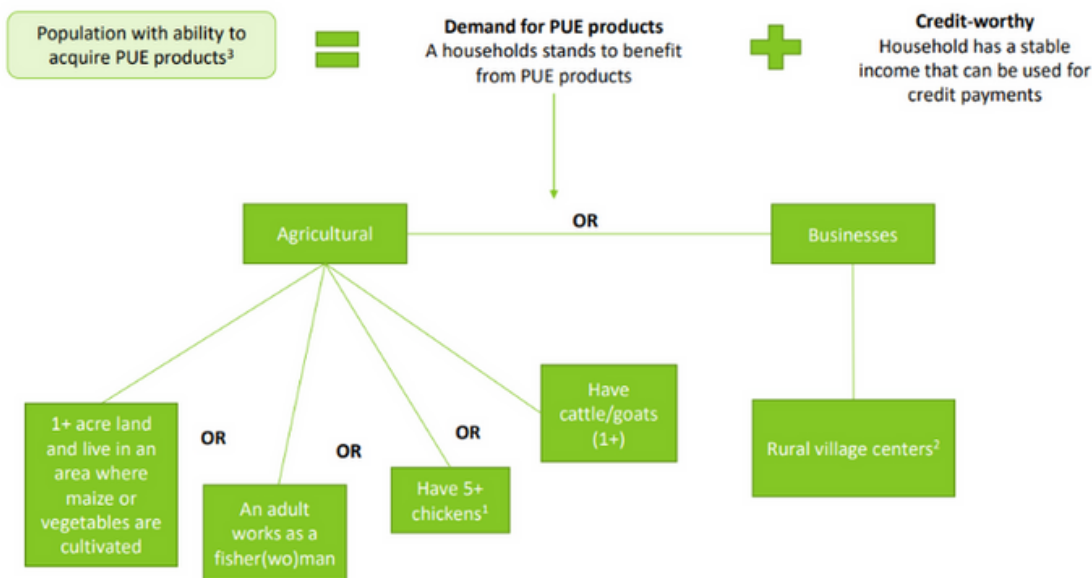 Population with ability to
acquire PUE products³
Demand for PUE products
A households stands to benefit
from PUE products
Credit-worthy
Household has a stable
income that can be used for
credit payments
Agricultural
OR
Businesses
1+ acre land
and live in an
area where
maize or
vegetables are
cultivated
OR
An adult
works as a
fisher(wo)man
OR
Have 5+
chickens¹
OR
Have
cattle/goats
(1+)
Rural village centers²